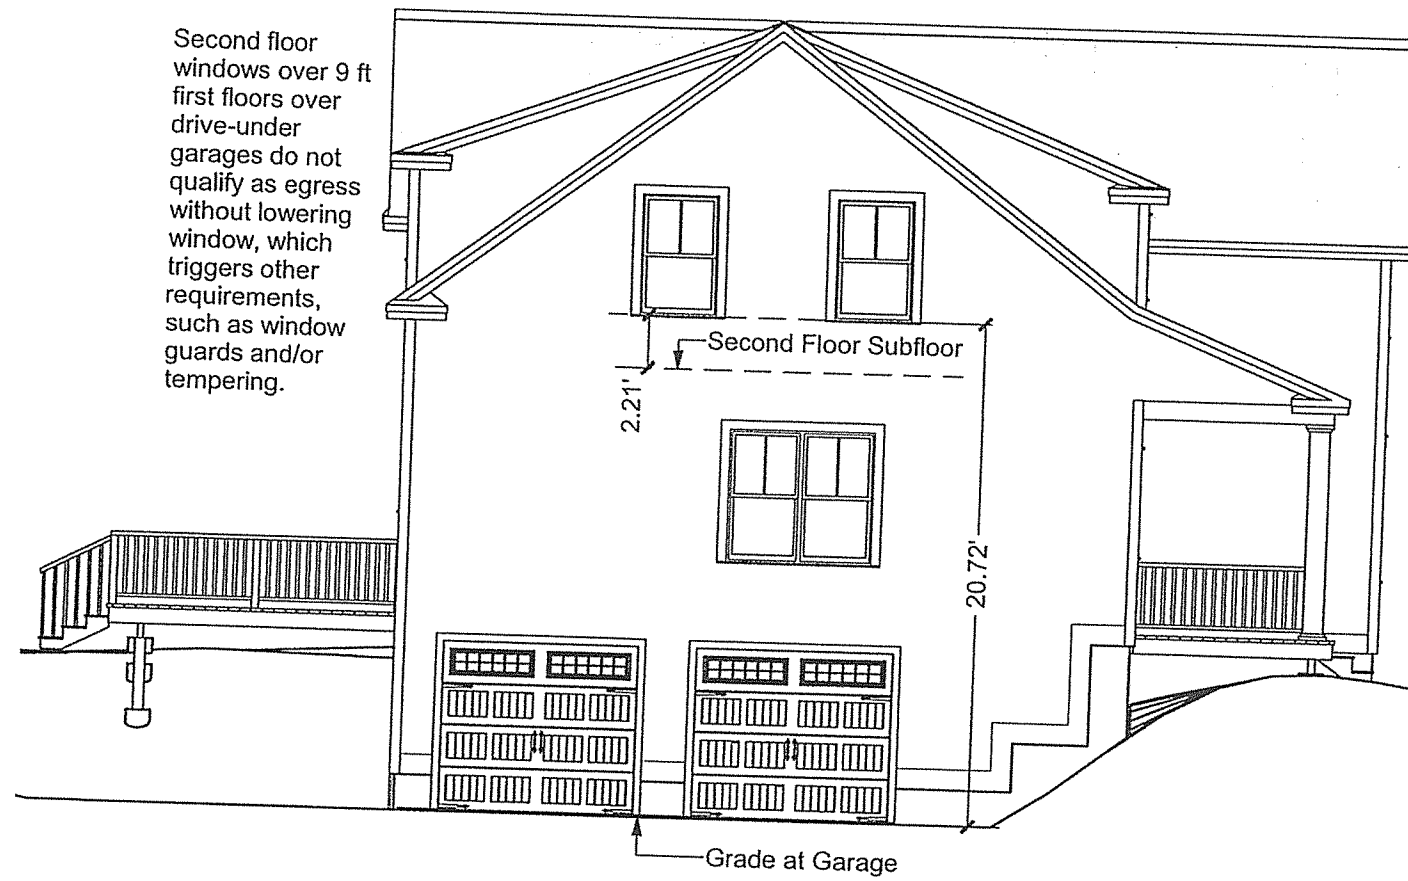 Second floor
windows over 9 ft
first floors over
drive-under
garages do not
qualify as egress
without lowering
window, which
triggers other
requirements,
such as window
guards and/or
tempering.
Second Floor Subfloor
2.21'
20.72'
Grade at Garage